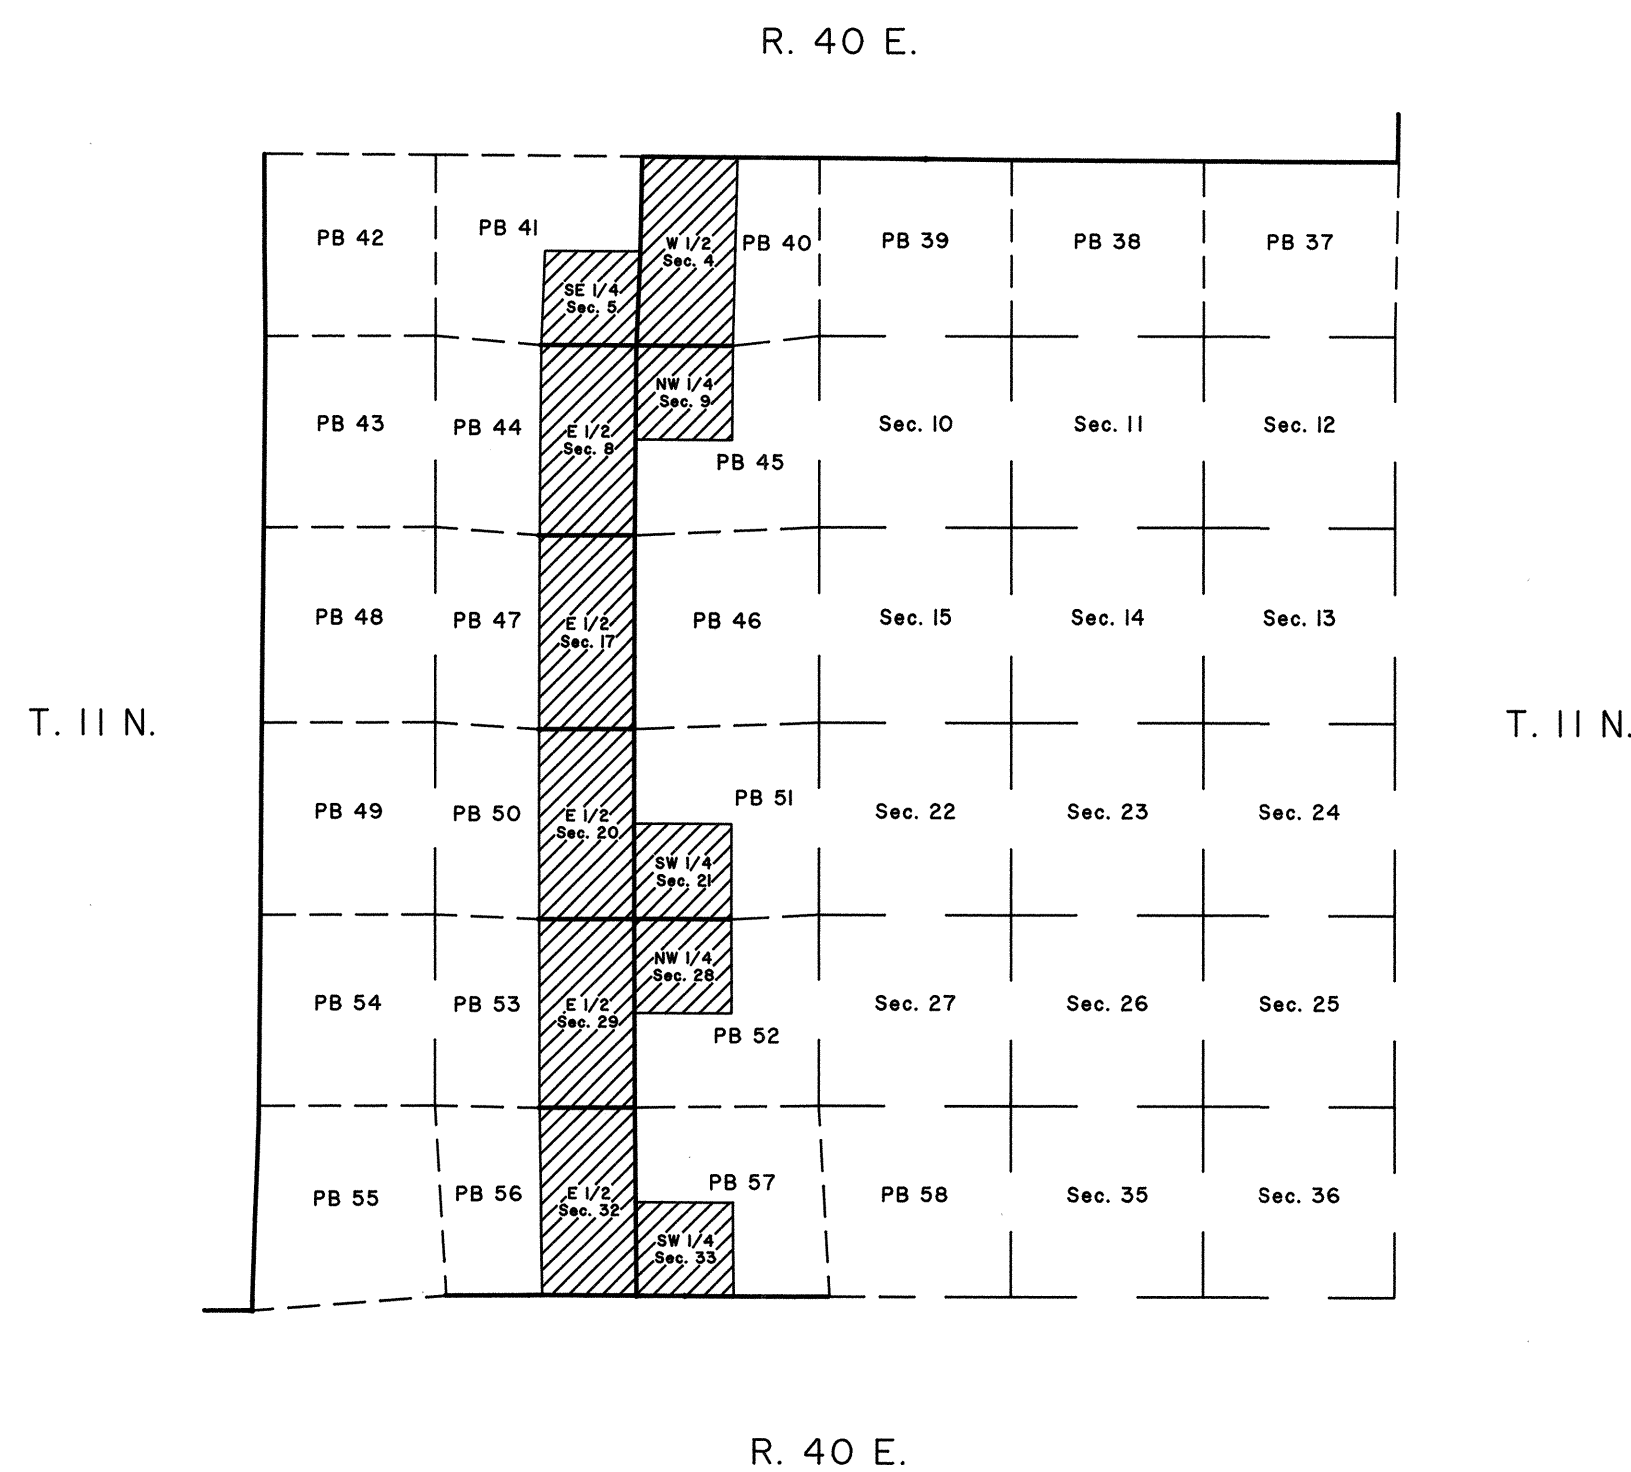 R. 40 E.
PB 42
PB 41
SE 1/4
Sec. 5
W 1/2
Sec. 4
PB 40
PB 39
PB 38
PB 37
PB 43
PB 44
E 1/2
Sec. 8
NW 1/4
Sec. 9
PB 45
Sec. 10
Sec. 11
Sec. 12
PB 48
PB 47
E 1/2
Sec. 17
PB 46
Sec. 15
Sec. 14
Sec. 13
T. 11 N.
T. 11 N.
PB 49
PB 50
E 1/2
Sec. 20
PB 51
SW 1/4
Sec. 21
Sec. 22
Sec. 23
Sec. 24
PB 54
PB 53
E 1/2
Sec. 29
NW 1/4
Sec. 28
PB 52
Sec. 27
Sec. 26
Sec. 25
PB 55
PB 56
E 1/2
Sec. 32
PB 57
SW 1/4
Sec. 33
PB 58
Sec. 35
Sec. 36
R. 40 E.